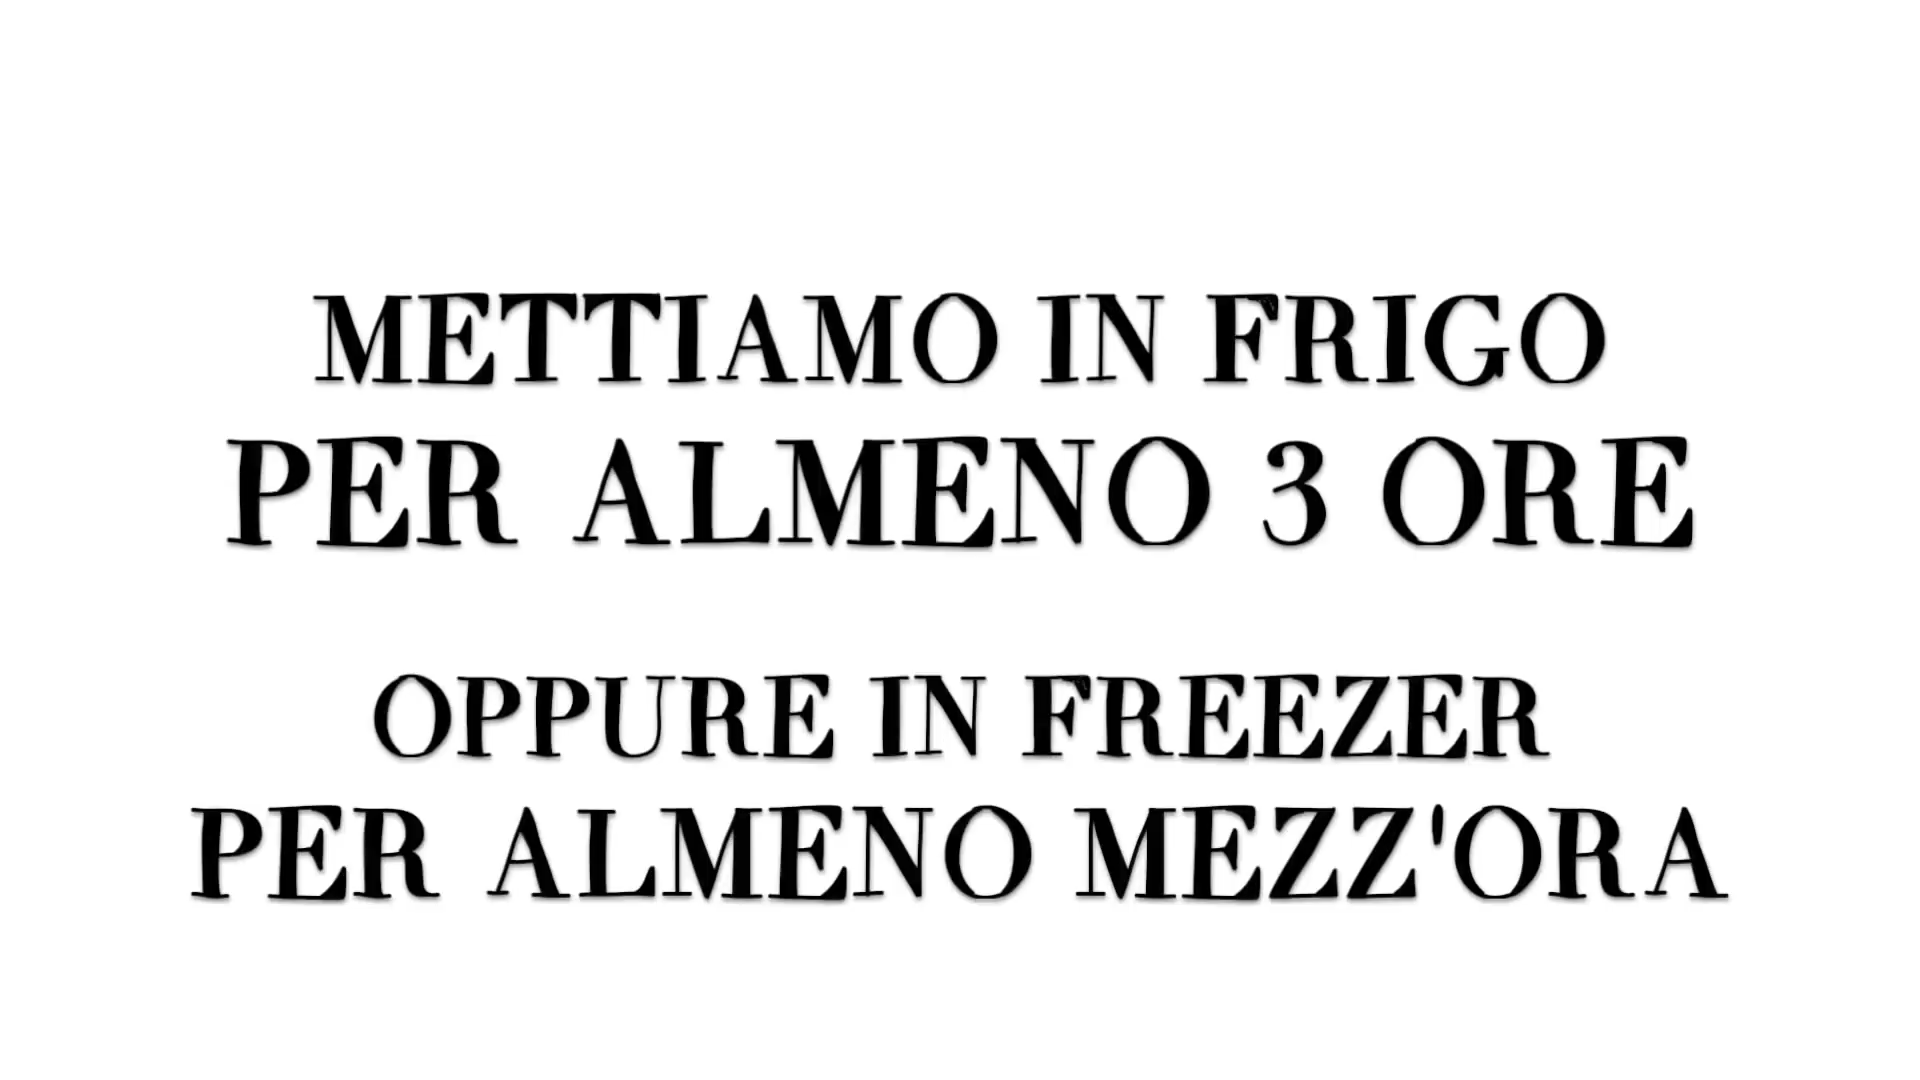 METTIAMO IN FRIGO
PER ALMENO 3 ORE
OPPURE IN FREEZER
PER ALMENO MEZZ'ORA